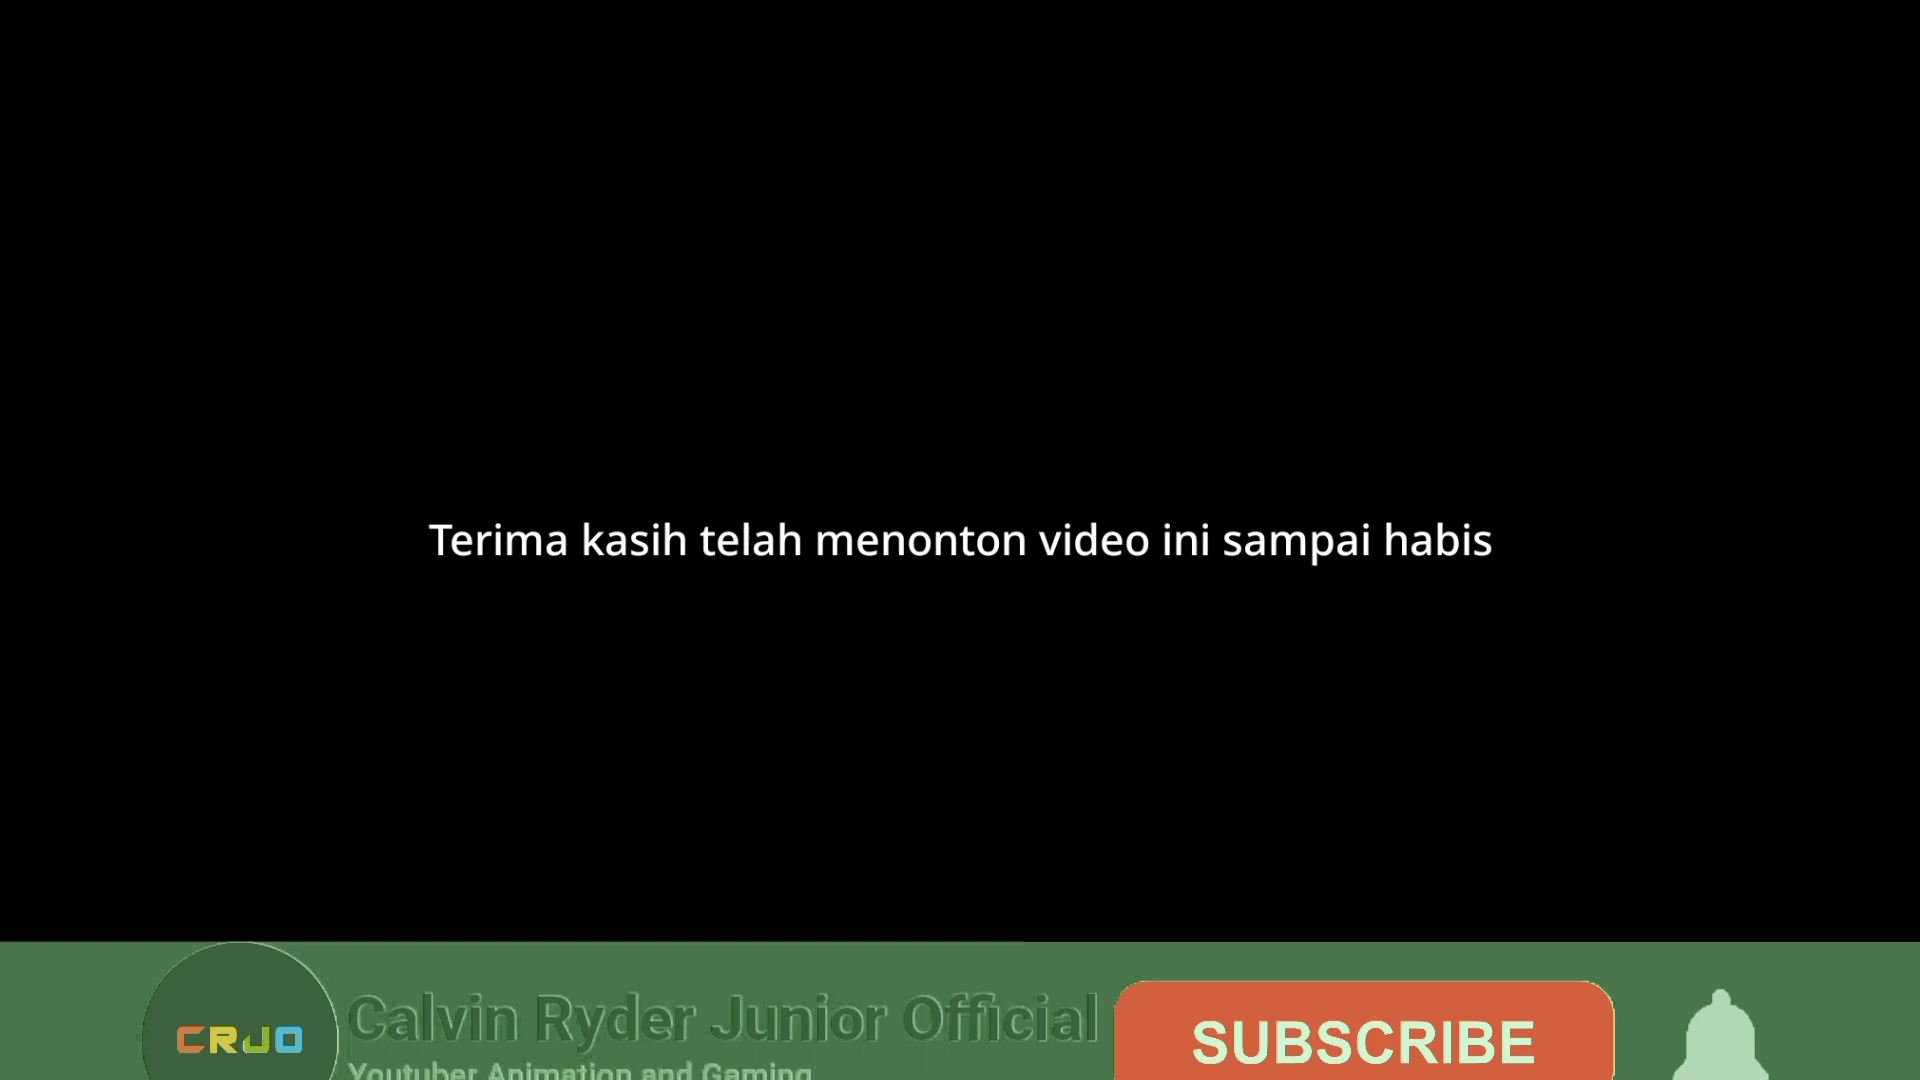 Terima kasih telah menonton video ini sampai habis
CRJO
Calvin Ryder Junior Official
Youtuber Animation and Gaming
SUBSCRIBE